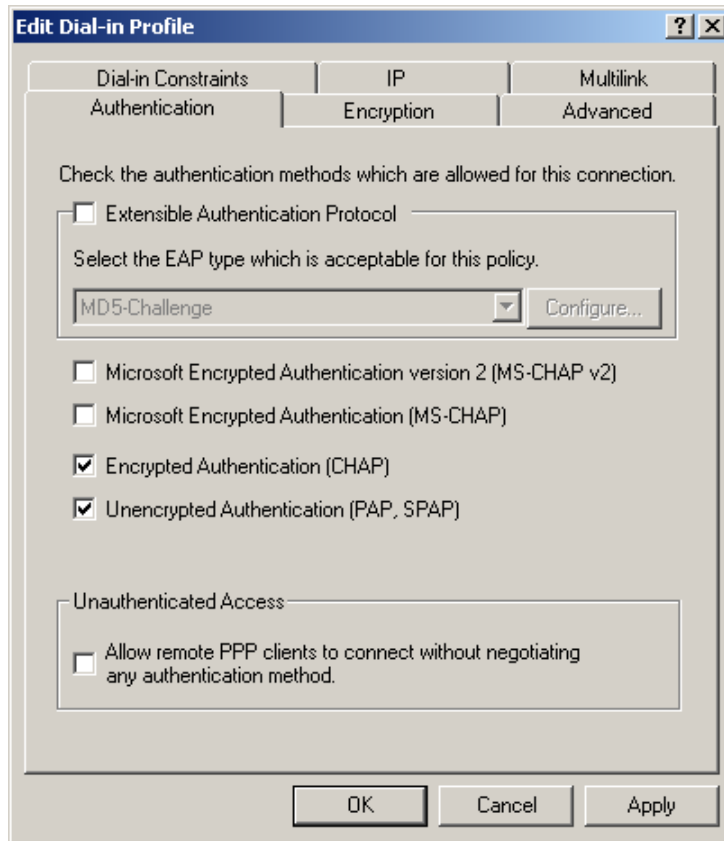 Edit Dial-in Profile
Dial-in Constraints
IP
Multilink
Authentication
Encryption
Advanced
Check the authentication methods which are allowed for this connection.
Extensible Authentication Protocol
Select the EAP type which is acceptable for this policy.
MD5-Challenge
Configure...
Microsoft Encrypted Authentication version 2 (MS-CHAP v2)
Microsoft Encrypted Authentication (MS-CHAP)
Encrypted Authentication (CHAP)
Unencrypted Authentication (PAP, SPAP)
Unauthenticated Access
Allow remote PPP clients to connect without negotiating
any authentication method.
OK
Cancel
Apply